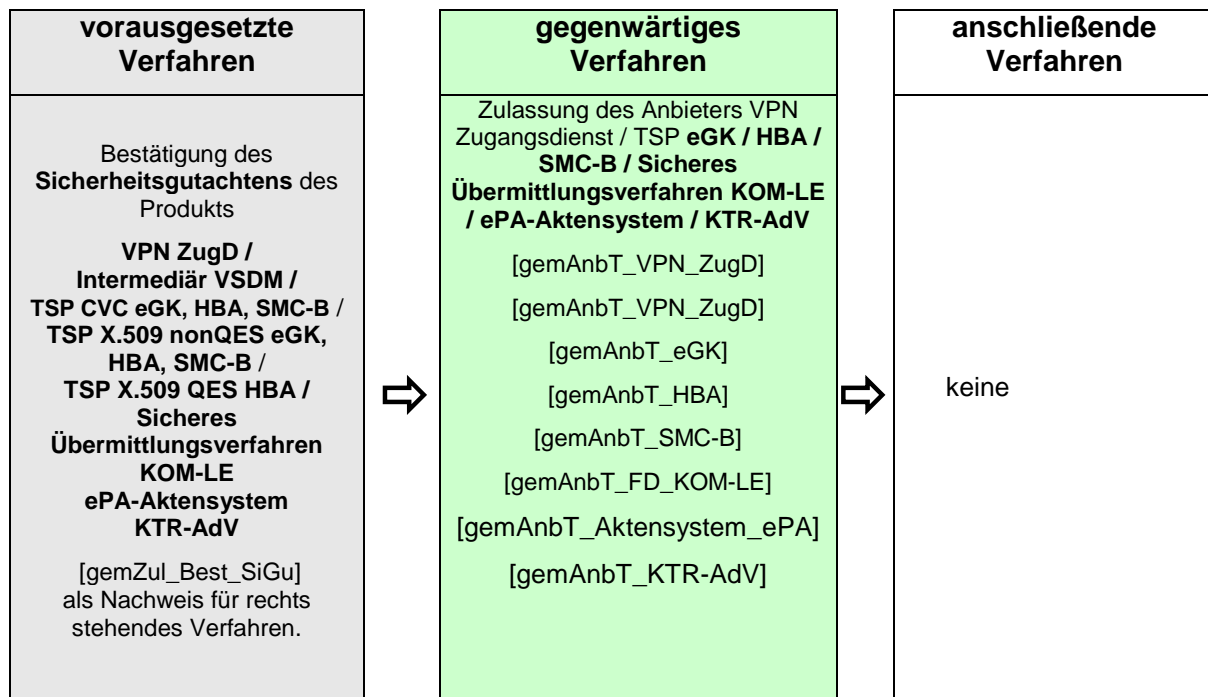 vorausgesetzte
Verfahren
Bestätigung des
Sicherheitsgutachtens des
Produkts
VPN ZugD /
Intermediär VSDM /
TSP CVC eGK, HBA, SMC-B /
TSP X.509 nonQES eGK,
HBA, SMC-B /
TSP X.509 QES HBA /
Sicheres
Übermittlungsverfahren
KOM-LE
ePA-Aktensystem
KTR-AdV
[gemZul_Best_SiGu]
als Nachweis für rechts
stehendes Verfahren.
gegenwärtiges
Verfahren
Zulassung des Anbieters VPN
Zugangsdienst / TSP eGK / HBA /
SMC-B / Sicheres
Übermittlungsverfahren KOM-LE
/ ePA-Aktensystem / KTR-AdV
[gemAnbT_VPN_ZugD]
[gemAnbT_VPN_ZugD]
[gemAnbT_eGK]
[gemAnbT_HBA]
[gemAnbT_SMC-B]
[gemAnbT_FD_KOM-LE]
[gemAnbT_Aktensystem_ePA]
[gemAnbT_KTR-AdV]
anschließende
Verfahren
keine